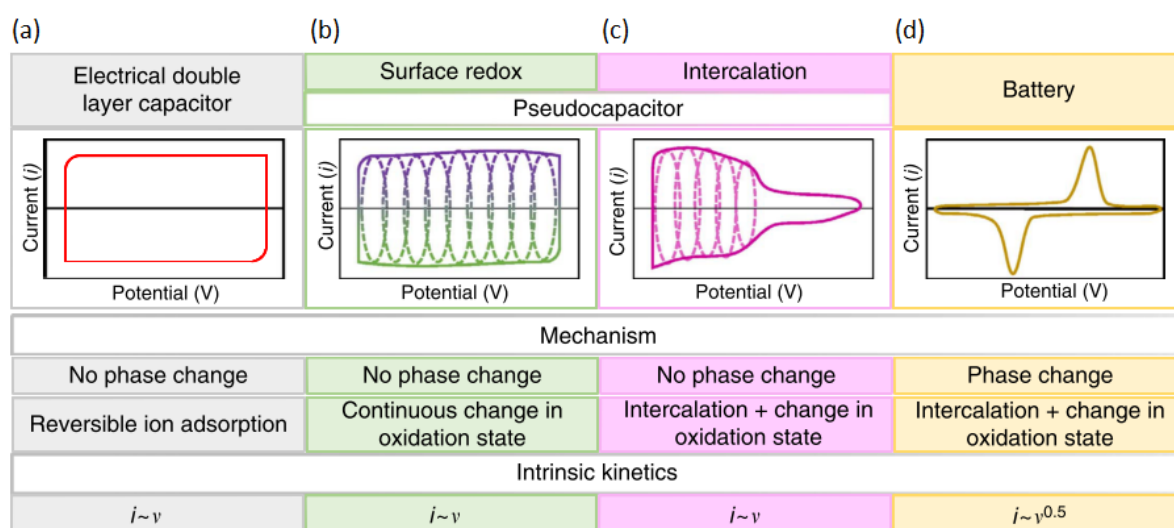 (a) (b) (c) (d)
Electrical double
layer capacitor
Surface redox
Intercalation
Pseudocapacitor
Battery
Current (i)
Potential (V)
Current (i)
Potential (V)
Current (i)
Potential (V)
Current (i)
Potential (V)
Mechanism
No phase change
No phase change
No phase change
Phase change
Reversible ion adsorption
Continuous change in
oxidation state
Intercalation + change in
oxidation state
Intercalation + change in
oxidation state
Intrinsic kinetics
i~v
i~v
i~v
i~v⁰·⁵